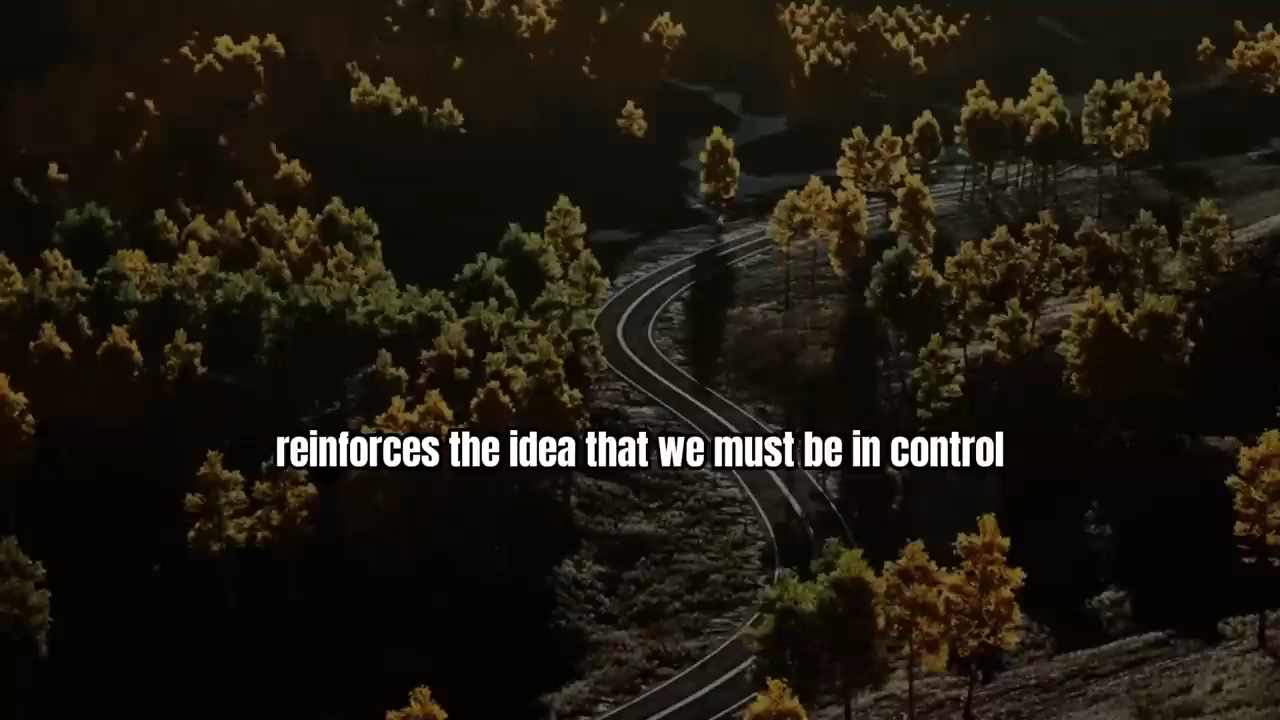 reinforces the idea that we must be in control